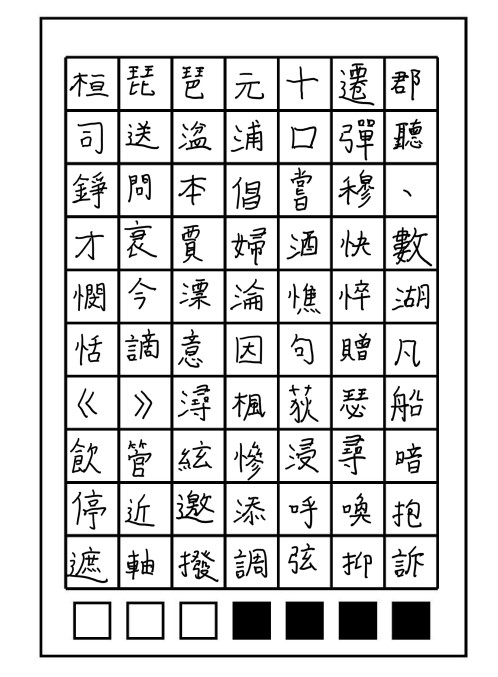 桓琵琶元十遷郡
司送湓浦口彈聽
錚問本倡嘗穆、
才衰賈婦酒快數
憫今漂淪憔悴湖
恬謫意因句贈凡
《》潯楓荻瑟船
飲管絃慘浸尋暗
停近邀添呼喚抱
遮軸撥調弦抑訴